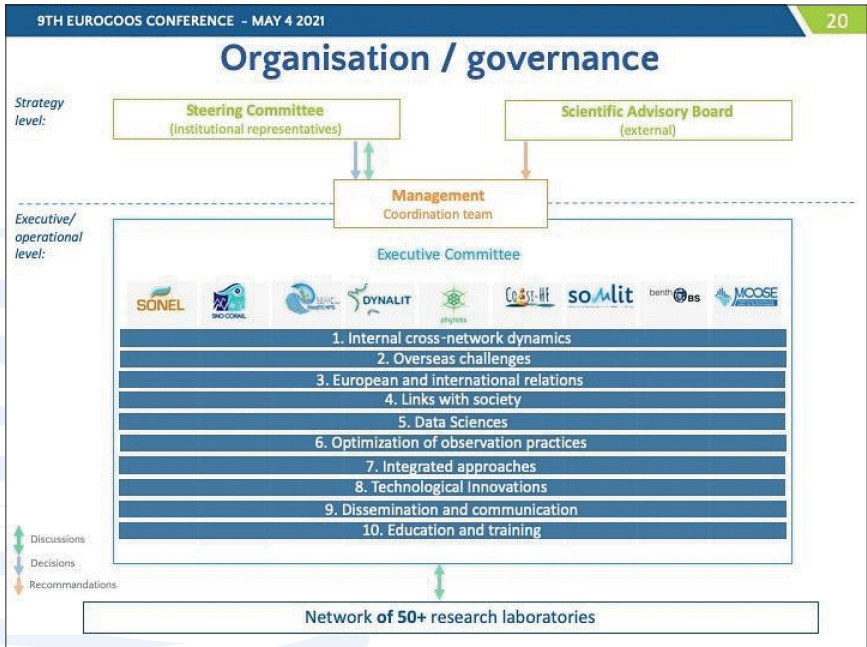 9TH EUROGOOS CONFERENCE - MAY 4 2021
20
Organisation / governance
Strategy
level:
Steering Committee
(institutional representatives)
Scientific Advisory Board
(external)
Management
Coordination team
Executive/
operational
level:
Executive Committee
SONEL
SNO CORAIL
DYNALIT
phytobs
COAST-HF
SOMLIT
benthOBS
MOOSE
1. Internal cross-network dynamics
2. Overseas challenges
3. European and international relations
4. Links with society
5. Data Sciences
6. Optimization of observation practices
7. Integrated approaches
8. Technological Innovations
9. Dissemination and communication
10. Education and training
Discussions
Decisions
Recommandations
Network of 50+ research laboratories